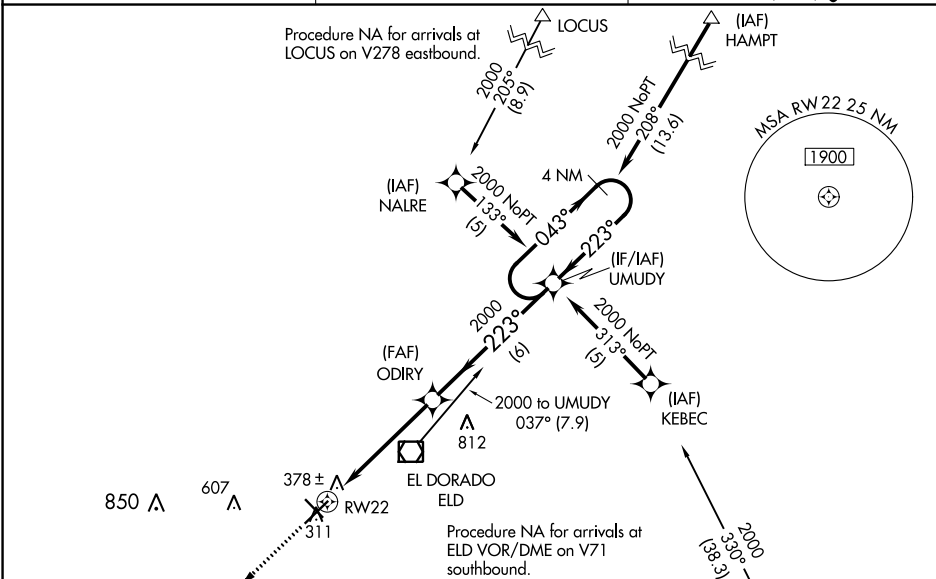 Procedure NA for arrivals at
LOCUS on V278 eastbound.
LOCUS
(IAF)
HAMPT
2000
205°
(8.9)
2000 NoPT
208°
(13.6)
MSA RW22 25 NM
1900
4 NM
(IAF)
NALRE
2000 NoPT
133°
(5)
043°
223°
(IF/IAF)
UMUDY
2000
223°
(6)
2000 NoPT
313°
(5)
(FAF)
ODIRY
(IAF)
KEBEC
2000 to UMUDY
037° (7.9)
812
EL DORADO
ELD
850
607
378 ±
RW22
311
Procedure NA for arrivals at
ELD VOR/DME on V71
southbound.
2000
330°
(38.3)